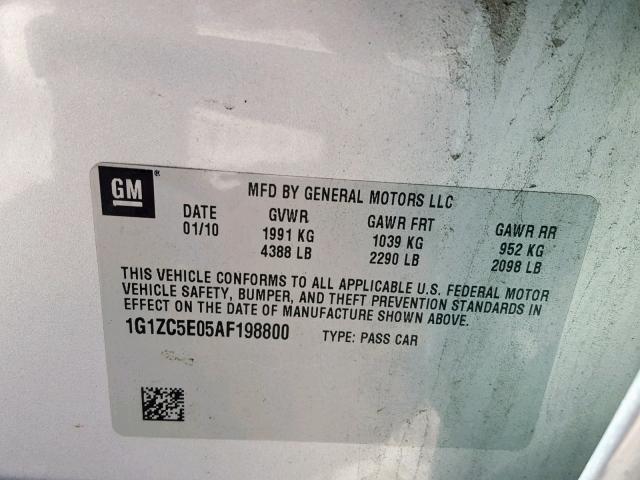 GM®
MFD BY GENERAL MOTORS LLC
DATE GVWR GAWR FRT GAWR RR
01/10 1991 KG 1039 KG 952 KG
4388 LB 2290 LB 2098 LB
THIS VEHICLE CONFORMS TO ALL APPLICABLE U.S. FEDERAL MOTOR
VEHICLE SAFETY, BUMPER, AND THEFT PREVENTION STANDARDS IN
EFFECT ON THE DATE OF MANUFACTURE SHOWN ABOVE.
1G1ZC5E05AF198800 TYPE: PASS CAR